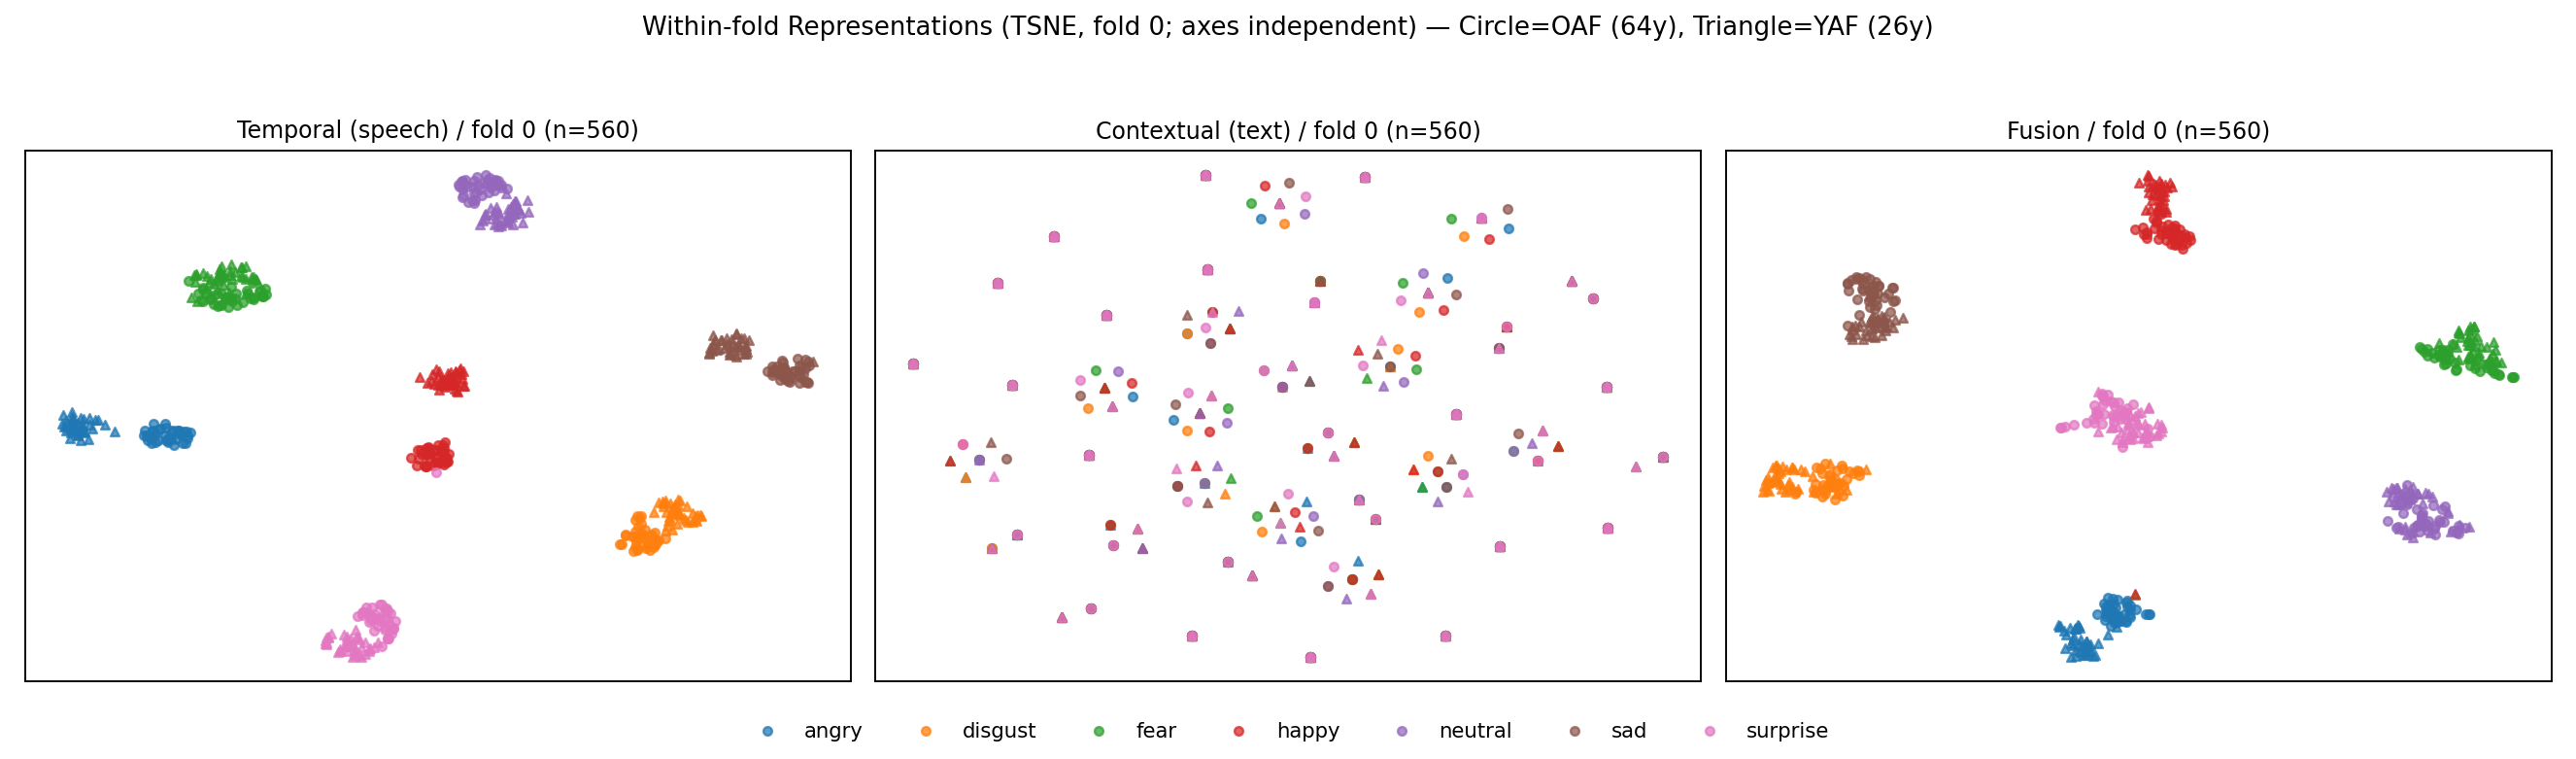 Within-fold Representations (TSNE, fold 0; axes independent) — Circle=OAF (64y), Triangle=YAF (26y)
Temporal (speech) / fold 0 (n=560)
Contextual (text) / fold 0 (n=560)
Fusion / fold 0 (n=560)
angry disgust fear happy neutral sad surprise